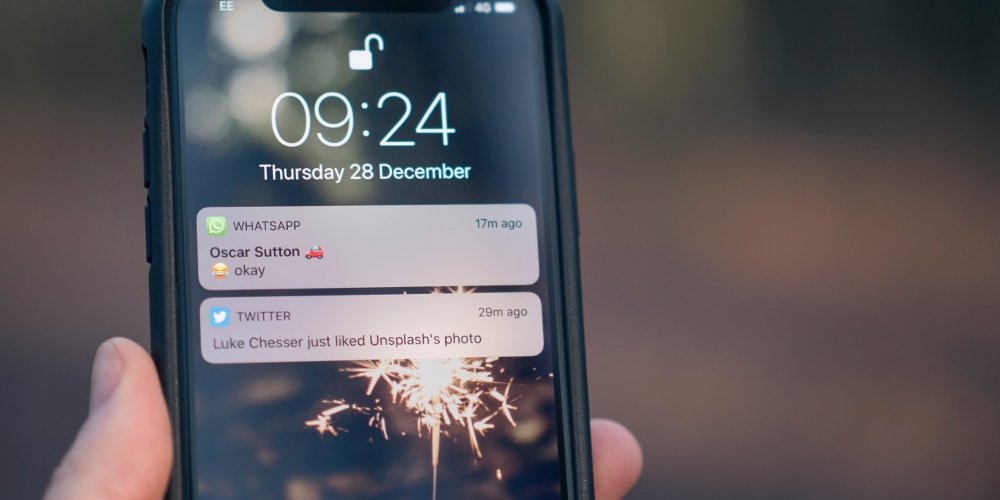 EE 4G
09:24
Thursday 28 December
WHATSAPP 17m ago
Oscar Sutton 🚗
😂 okay
TWITTER 29m ago
Luke Chesser just liked Unsplash's photo